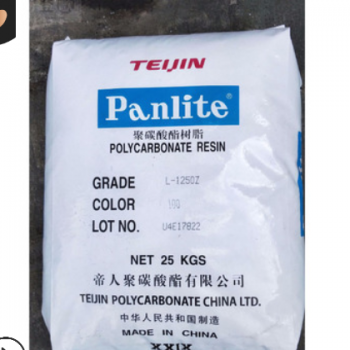 TEIJIN
Panlite®
聚碳酸酯树脂
POLYCARBONATE RESIN
GRADE L-1250Z
COLOR
LOT NO. U4E17822
NET 25 KGS
帝人聚碳酸酯有限公司
TEIJIN POLYCARBONATE CHINA LTD.
中华人民共和国制造
MADE IN CHINA
XXIX